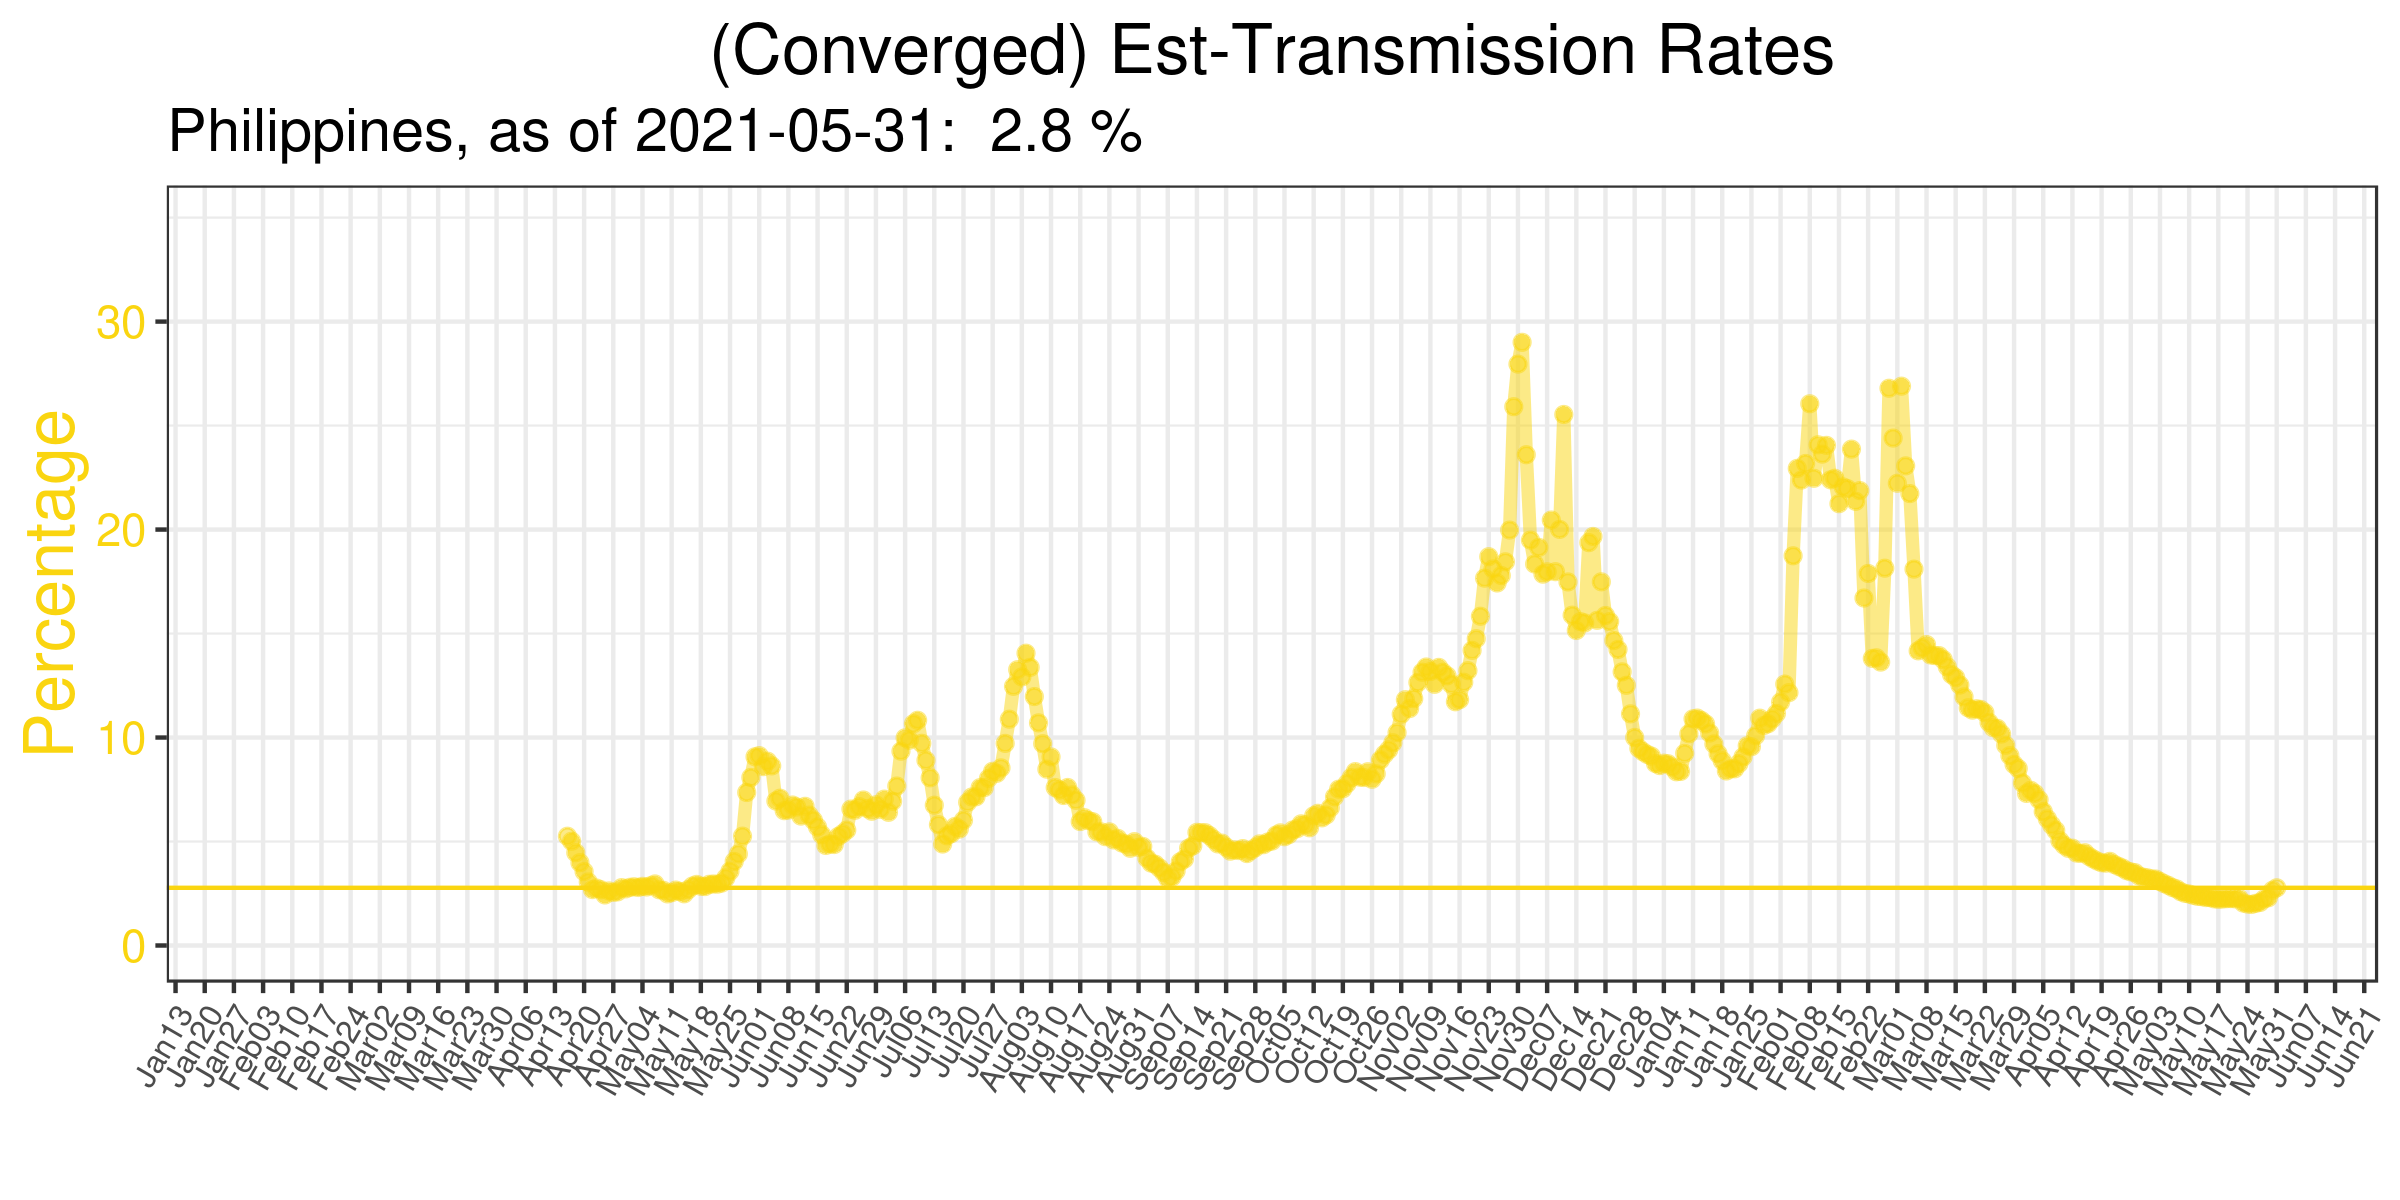 (Converged) Est-Transmission Rates
Philippines, as of 2021-05-31:  2.8 %
Percentage
30
20
10
0
Jan13
Jan20
Jan27
Feb03
Feb10
Feb17
Feb24
Mar02
Mar09
Mar16
Mar23
Mar30
Apr06
Apr13
Apr20
Apr27
May04
May11
May18
May25
Jun01
Jun08
Jun15
Jun22
Jun29
Jul06
Jul13
Jul20
Jul27
Aug03
Aug10
Aug17
Aug24
Aug31
Sep07
Sep14
Sep21
Sep28
Oct05
Oct12
Oct19
Oct26
Nov02
Nov09
Nov16
Nov23
Nov30
Dec07
Dec14
Dec21
Dec28
Jan04
Jan11
Jan18
Jan25
Feb01
Feb08
Feb15
Feb22
Mar01
Mar08
Mar15
Mar22
Mar29
Apr05
Apr12
Apr19
Apr26
May03
May10
May17
May24
May31
Jun07
Jun14
Jun21